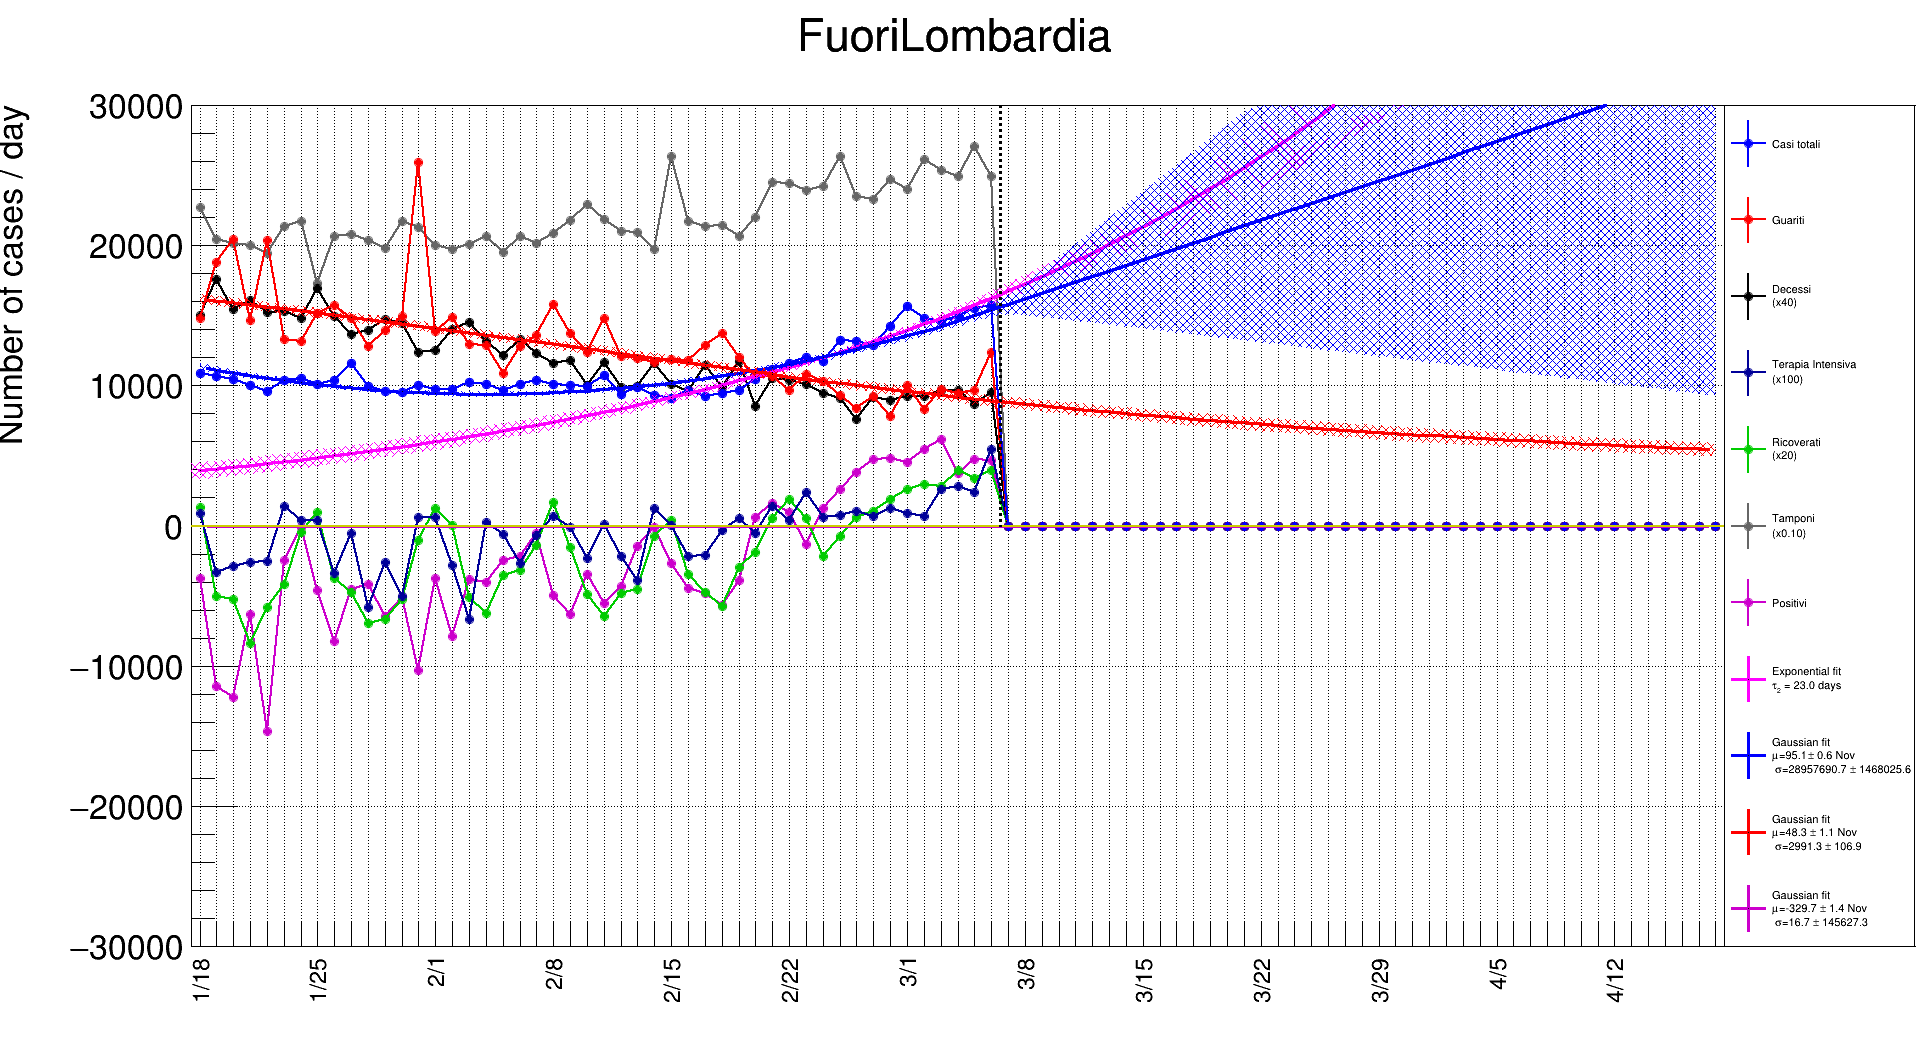 FuoriLombardia
Number of cases / day
30000
20000
10000
0
−10000
−20000
−30000
1/18
1/25
2/1
2/8
2/15
2/22
3/1
3/8
3/15
3/22
3/29
4/5
4/12
Casi totali
Guariti
Decessi
(x40)
Terapia Intensiva
(x100)
Ricoverati
(x20)
Tamponi
(x0.10)
Positivi
Exponential fit
τ₂ = 23.0 days
Gaussian fit
μ=95.1 ± 0.6 Nov
σ=28957690.7 ± 1468025.6
Gaussian fit
μ=48.3 ± 1.1 Nov
σ=2991.3 ± 106.9
Gaussian fit
μ=-329.7 ± 1.4 Nov
σ=16.7 ± 145627.3